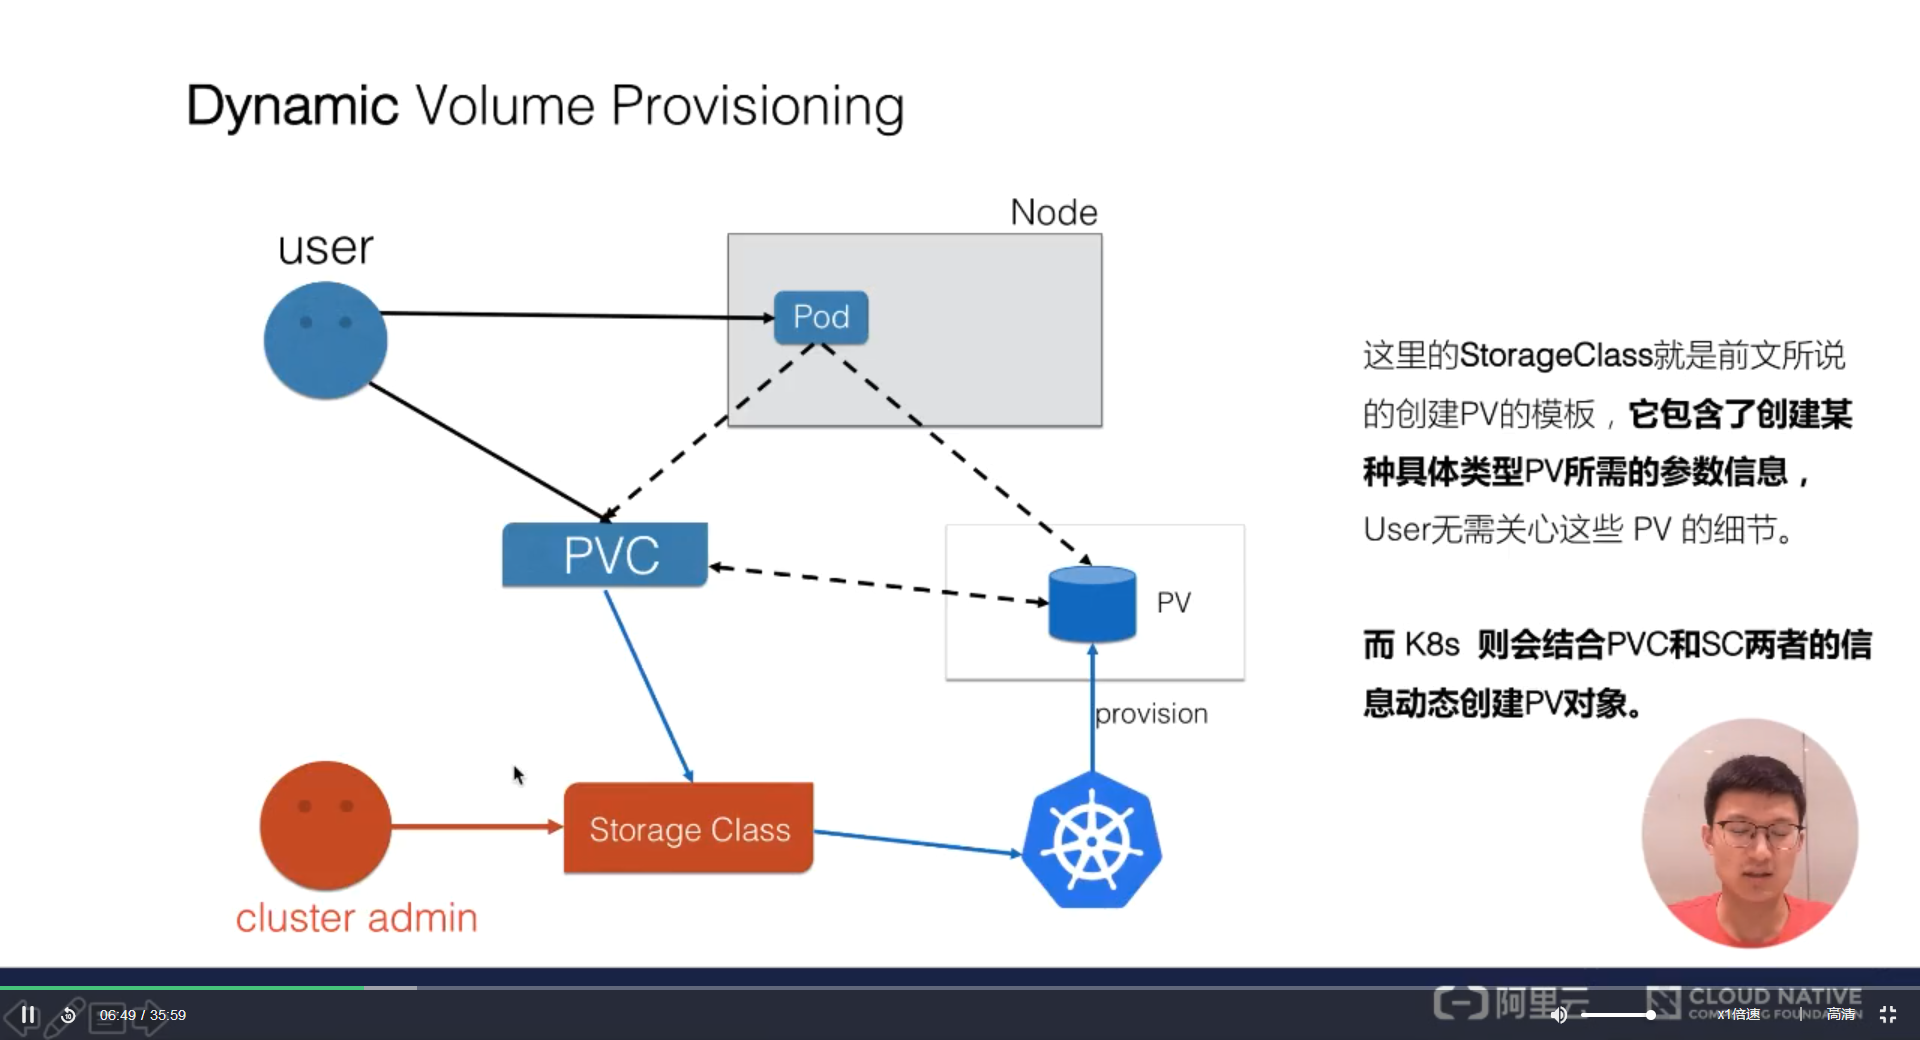 Dynamic Volume Provisioning
Node
user
Pod
这里的StorageClass就是前文所说
的创建PV的模板，它包含了创建某
种具体类型PV所需的参数信息，
User无需关心这些 PV 的细节。
PVC
PV
而 K8s 则会结合PVC和SC两者的信
息动态创建PV对象。
provision
Storage Class
cluster admin
06:49 / 35:59
阿里云
CLOUD NATIVE
x1倍速
高清